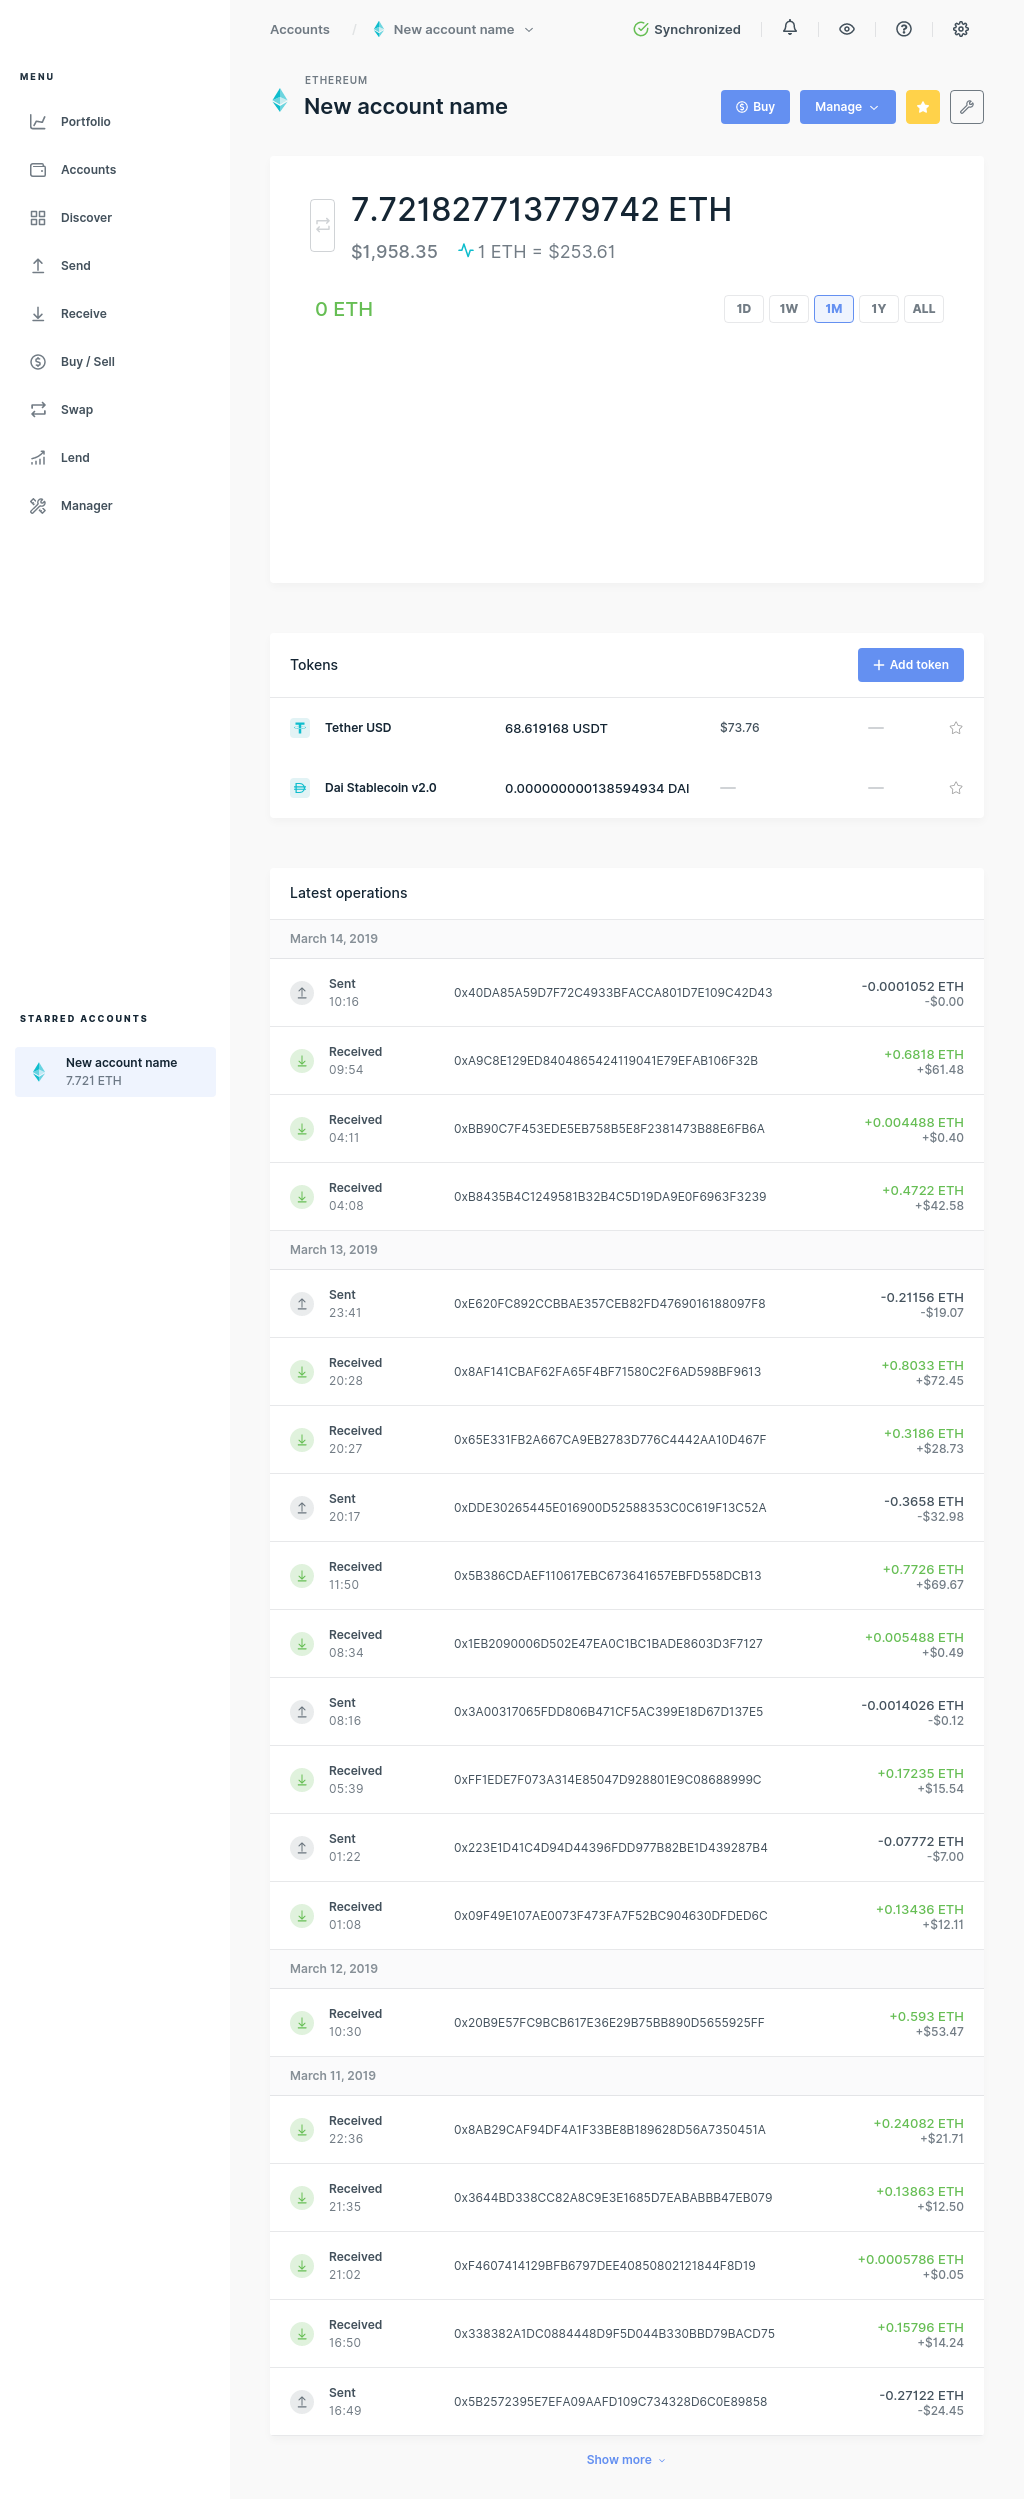 Accounts / New account name
Synchronized
MENU
Portfolio
Accounts
Discover
Send
Receive
Buy / Sell
Swap
Lend
Manager
STARRED ACCOUNTS
New account name
7.721 ETH
ETHEREUM
New account name
Buy
Manage
7.721827713779742 ETH
$1,958.35 1 ETH = $253.61
0 ETH
1D 1W 1M 1Y ALL
Tokens
Add token
Tether USD 68.619168 USDT $73.76 —
Dai Stablecoin v2.0 0.000000000138594934 DAI — —
Latest operations
March 14, 2019
Sent 0x40DA85A59D7F72C4933BFACCA801D7E109C42D43 -0.0001052 ETH
10:16 -$0.00
Received 0xA9C8E129ED8404865424119041E79EFAB106F32B +0.6818 ETH
09:54 +$61.48
Received 0xBB90C7F453EDE5EB758B5E8F2381473B88E6FB6A +0.004488 ETH
04:11 +$0.40
Received 0xB8435B4C1249581B32B4C5D19DA9E0F6963F3239 +0.4722 ETH
04:08 +$42.58
March 13, 2019
Sent 0xE620FC892CCBBAE357CEB82FD4769016188097F8 -0.21156 ETH
23:41 -$19.07
Received 0x8AF141CBAF62FA65F4BF71580C2F6AD598BF9613 +0.8033 ETH
20:28 +$72.45
Received 0x65E331FB2A667CA9EB2783D776C4442AA10D467F +0.3186 ETH
20:27 +$28.73
Sent 0xDDE30265445E016900D52588353C0C619F13C52A -0.3658 ETH
20:17 -$32.98
Received 0x5B386CDAEF110617EBC673641657EBFD558DCB13 +0.7726 ETH
11:50 +$69.67
Received 0x1EB2090006D502E47EA0C1BC1BADE8603D3F7127 +0.005488 ETH
08:34 +$0.49
Sent 0x3A00317065FDD806B471CF5AC399E18D67D137E5 -0.0014026 ETH
08:16 -$0.12
Received 0xFF1EDE7F073A314E85047D928801E9C08688999C +0.17235 ETH
05:39 +$15.54
Sent 0x223E1D41C4D94D44396FDD977B82BE1D439287B4 -0.07772 ETH
01:22 -$7.00
Received 0x09F49E107AE0073F473FA7F52BC904630DFDED6C +0.13436 ETH
01:08 +$12.11
March 12, 2019
Received 0x20B9E57FC9BCB617E36E29B75BB890D5655925FF +0.593 ETH
10:30 +$53.47
March 11, 2019
Received 0x8AB29CAF94DF4A1F33BE8B189628D56A7350451A +0.24082 ETH
22:36 +$21.71
Received 0x3644BD338CC82A8C9E3E1685D7EABABBB47EB079 +0.13863 ETH
21:35 +$12.50
Received 0xF4607414129BFB6797DEE40850802121844F8D19 +0.0005786 ETH
21:02 +$0.05
Received 0x338382A1DC0884448D9F5D044B330BBD79BACD75 +0.15796 ETH
16:50 +$14.24
Sent 0x5B2572395E7EFA09AAFD109C734328D6C0E89858 -0.27122 ETH
16:49 -$24.45
Show more